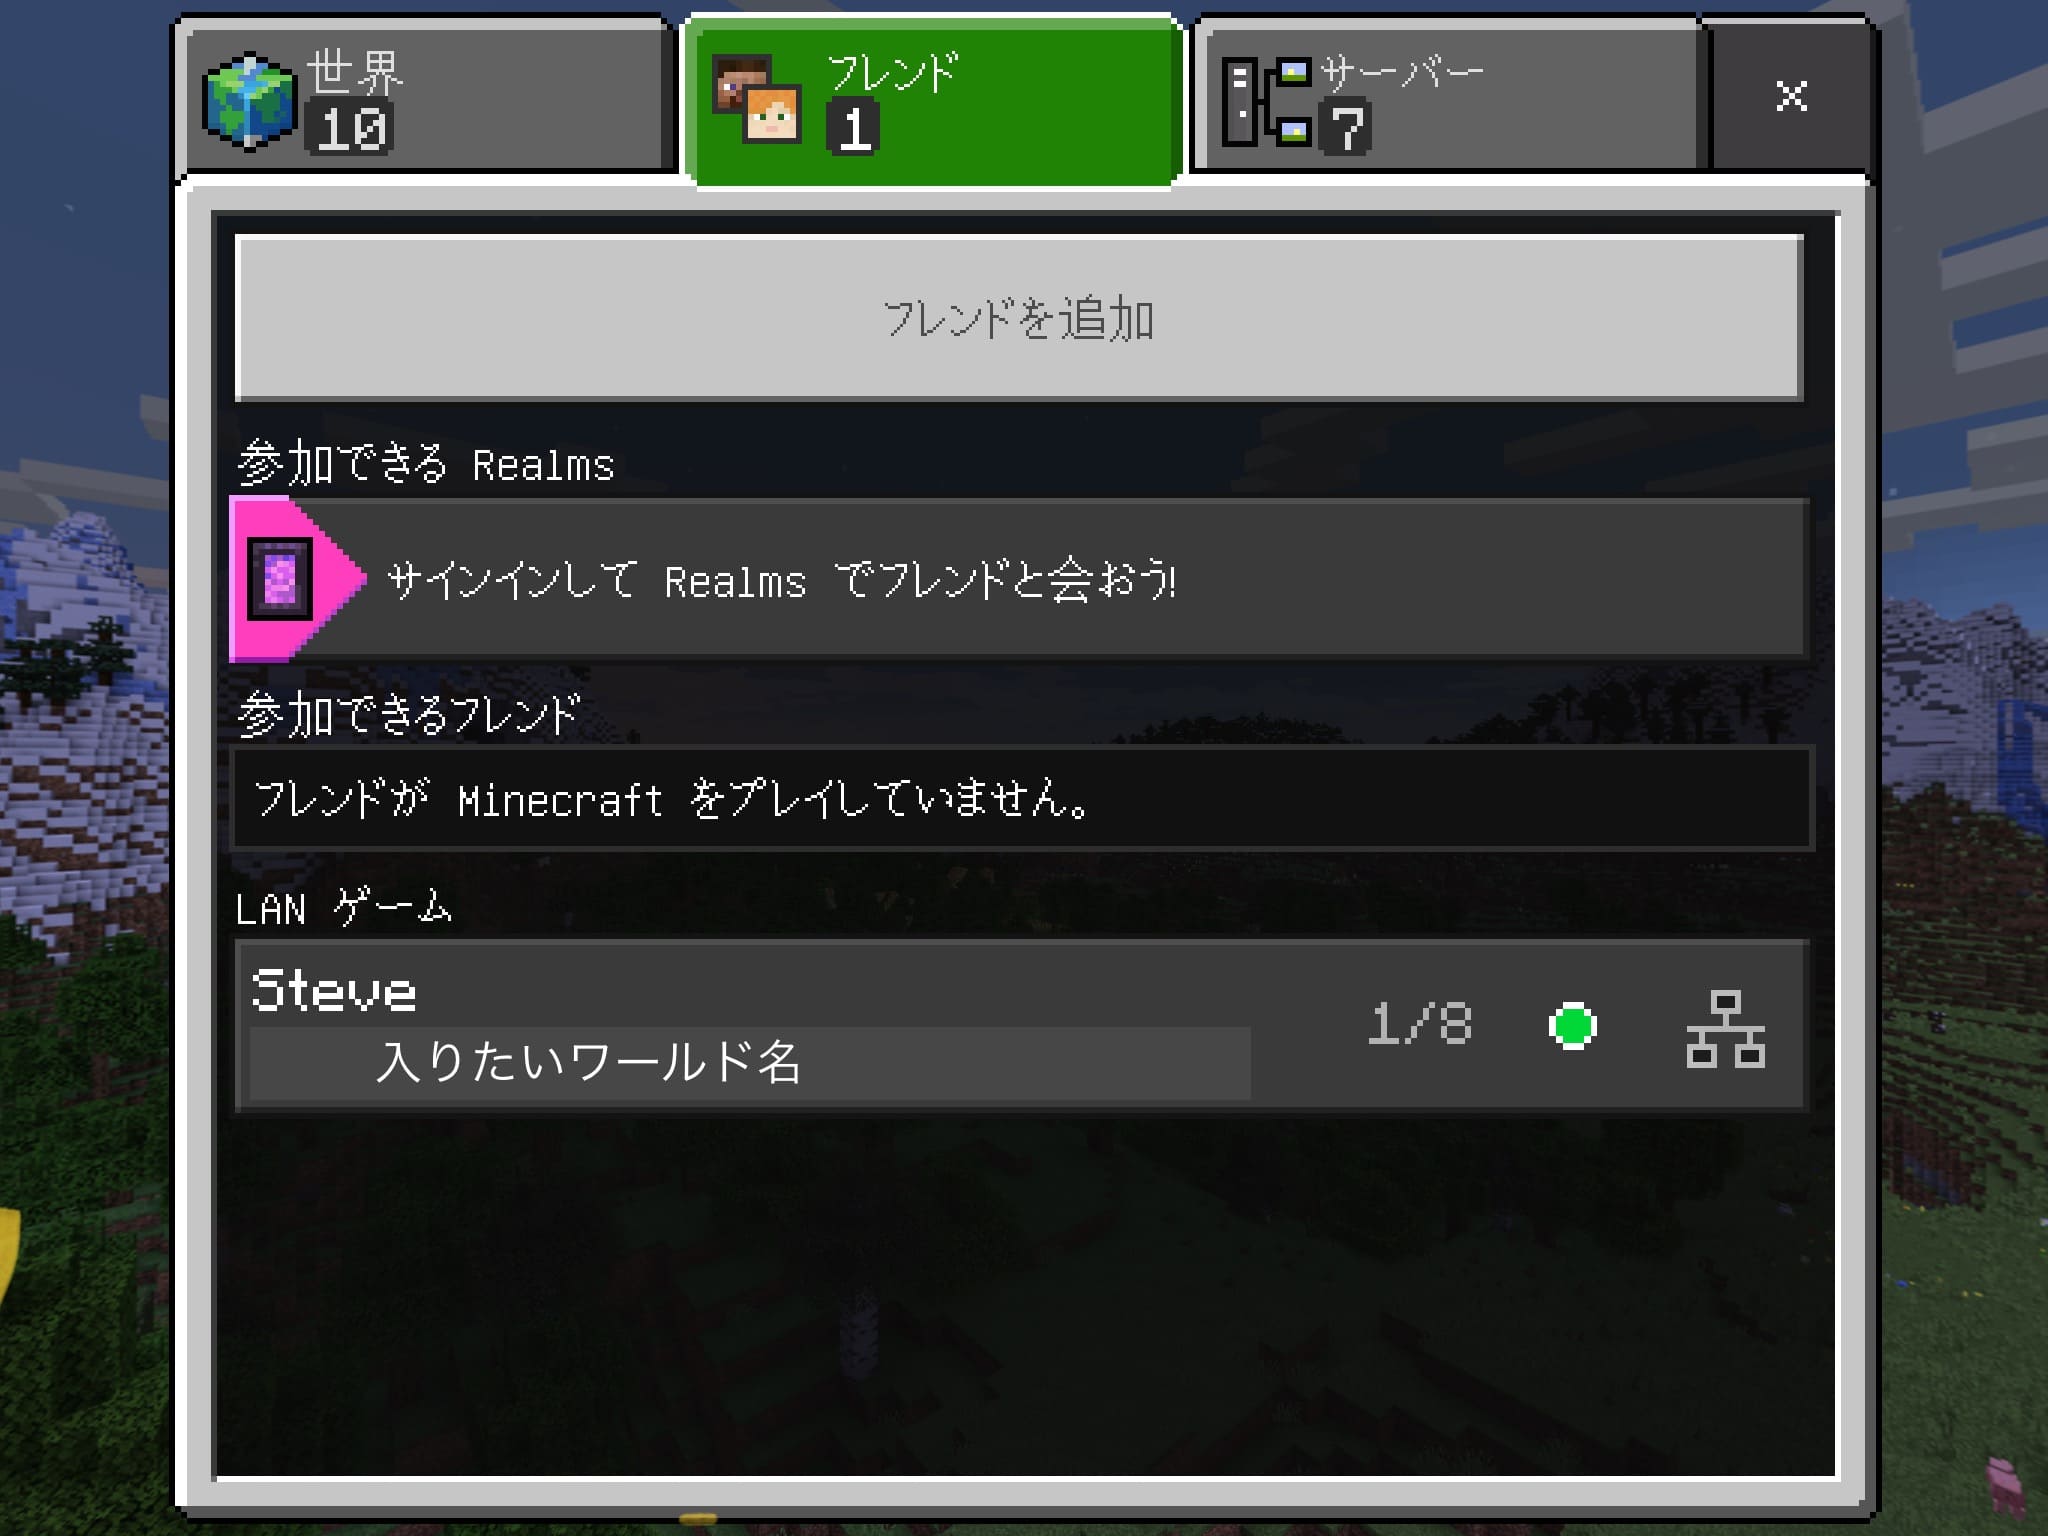 世界
10
フレンド
1
サーバー
7
フレンドを追加
参加できる Realms
サインインして Realms でフレンドと会おう!
参加できるフレンド
フレンドが Minecraft をプレイしていません。
LAN ゲーム
Steve
1/8
入りたいワールド名